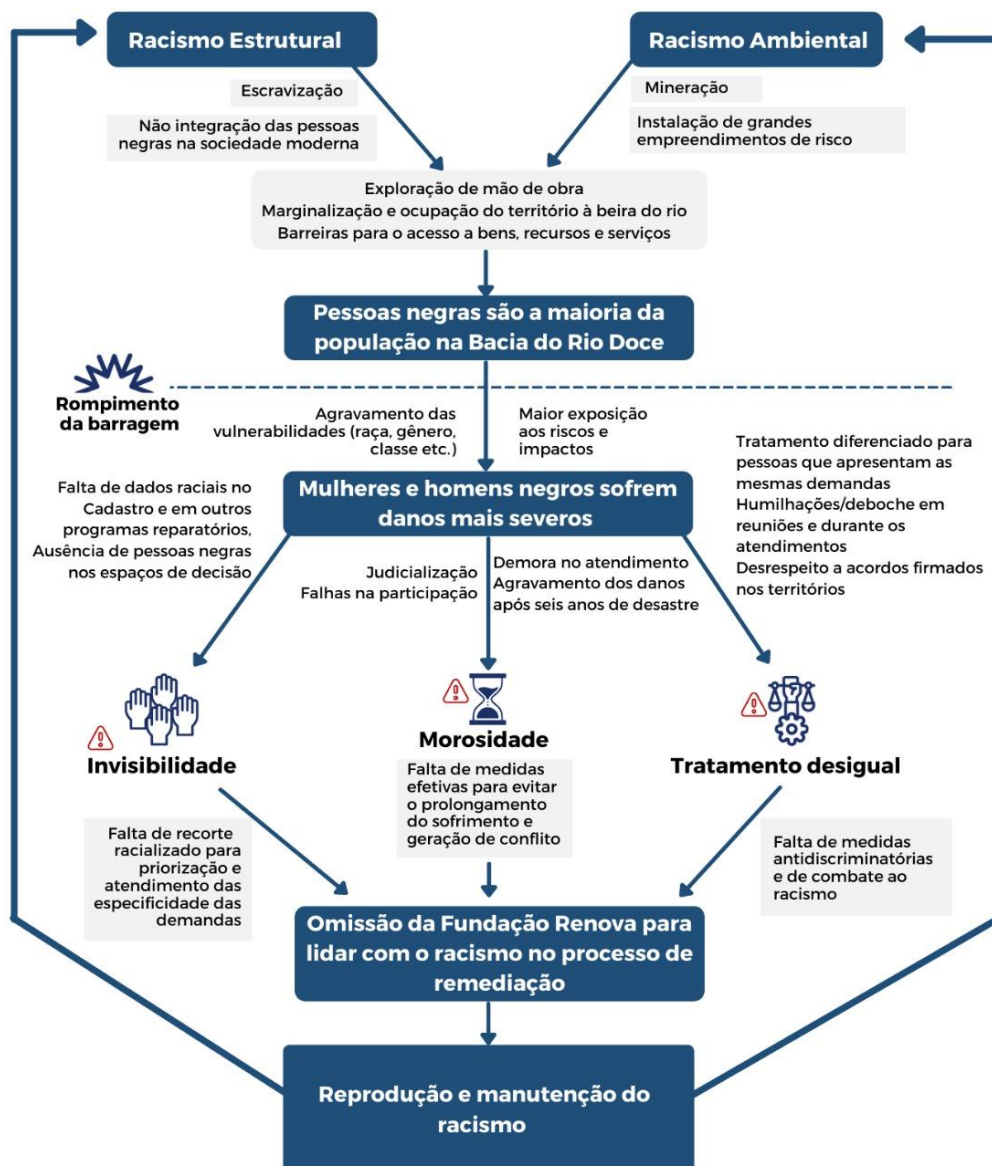 Racismo Estrutural
Racismo Ambiental
Escravização
Não integração das pessoas
negras na sociedade moderna
Mineração
Instalação de grandes
empreendimentos de risco
Exploração de mão de obra
Marginalização e ocupação do território à beira do rio
Barreiras para o acesso a bens, recursos e serviços
Pessoas negras são a maioria da
população na Bacia do Rio Doce
Rompimento
da barragem
Agravamento das
vulnerabilidades (raça, gênero,
classe etc.)
Maior exposição
aos riscos e
impactos
Mulheres e homens negros sofrem
danos mais severos
Falta de dados raciais no
Cadastro e em outros
programas reparatórios,
Ausência de pessoas negras
nos espaços de decisão
Judicialização
Falhas na participação
Demora no atendimento
Agravamento dos danos
após seis anos de desastre
Tratamento diferenciado para
pessoas que apresentam as
mesmas demandas
Humilhações/deboche em
reuniões e durante os
atendimentos
Desrespeito a acordos firmados
nos territórios
Invisibilidade
Morosidade
Tratamento desigual
Falta de recorte
racializado para
priorização e
atendimento das
especificidade das
demandas
Falta de medidas
efetivas para evitar
o prolongamento
do sofrimento e
geração de conflito
Falta de medidas
antidiscriminatórias
e de combate ao
racismo
Omissão da Fundação Renova para
lidar com o racismo no processo de
remediação
Reprodução e manutenção do
racismo